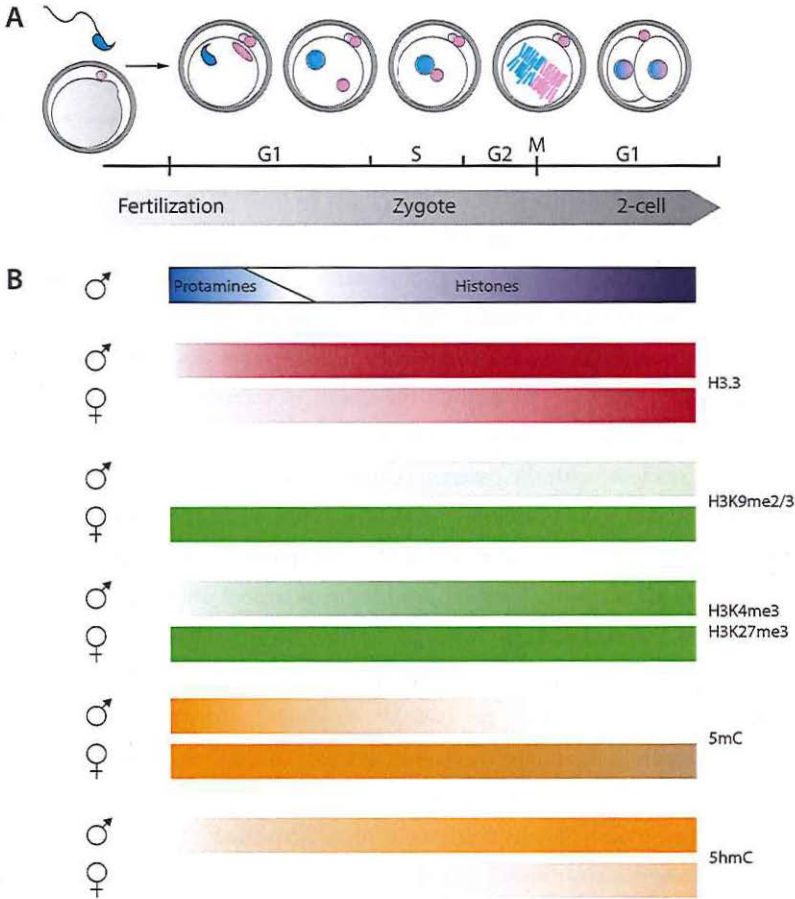 A
G1
S
G2
M
G1
Fertilization
Zygote
2-cell
B
♂
Protamines
Histones
♂
♀
H3.3
♂
♀
H3K9me2/3
♂
♀
H3K4me3
H3K27me3
♂
♀
5mC
♂
♀
5hmC